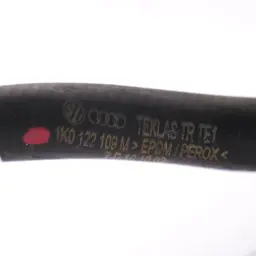 TEKLAS TR TE1
1K0 122 109 M >EPDM / PEROX<